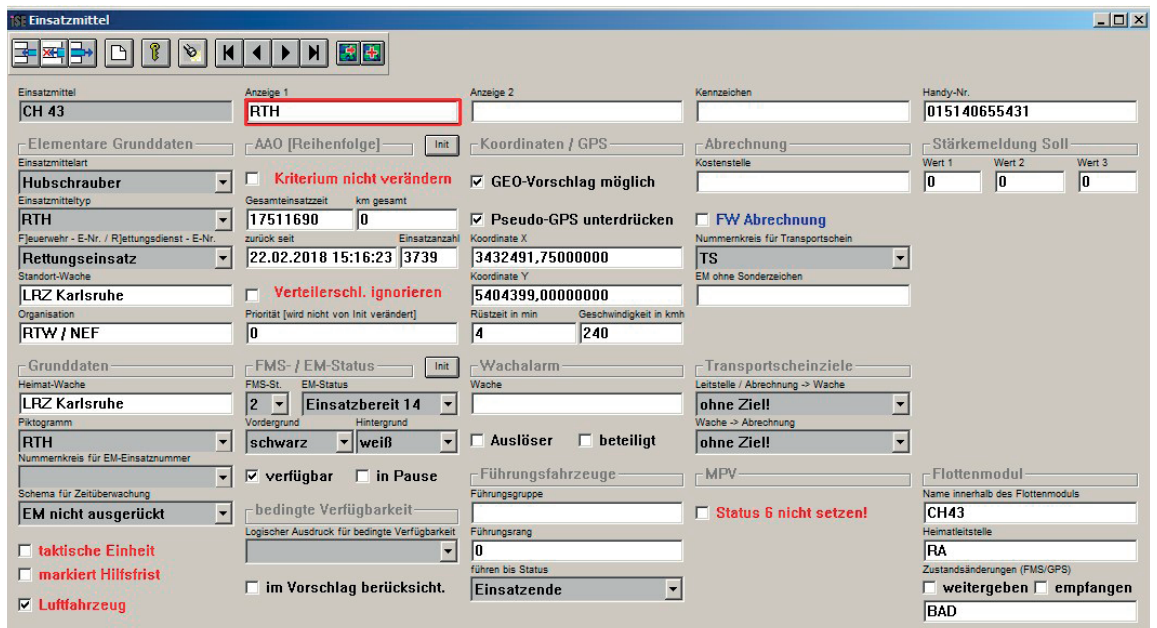 ISE Einsatzmittel
Einsatzmittel Anzeige 1 Anzeige 2 Kennzeichen Handy-Nr.
CH 43 RTH 015140655431
Elementare Grunddaten AAO [Reihenfolge] Init Koordinaten / GPS Abrechnung Stärkemeldung Soll
Einsatzmittelart Kostenstelle Wert 1 Wert 2 Wert 3
Hubschrauber Kriterium nicht verändern GEO-Vorschlag möglich 0 0 0
Einsatzmitteltyp Gesamteinsatzzeit km gesamt
RTH 17511690 0 Pseudo-GPS unterdrücken FW Abrechnung
F]euerwehr - E-Nr. / R]ettungsdienst - E-Nr. zurück seit Einsatzanzahl Koordinate X Nummernkreis für Transportschein
Rettungseinsatz 22.02.2018 15:16:23 3739 3432491,75000000 TS
Standort-Wache Koordinate Y EM ohne Sonderzeichen
LRZ Karlsruhe Verteilerschl. ignorieren 5404399,00000000
Organisation Priorität [wird nicht von Init verändert] Rüstzeit in min Geschwindigkeit in kmh
RTW / NEF 0 4 240
Grunddaten FMS- / EM-Status Init Wachalarm Transportscheinziele
Heimat-Wache FMS-St. EM-Status Wache Leitstelle / Abrechnung -> Wache
LRZ Karlsruhe 2 Einsatzbereit 14 ohne Ziel!
Piktogramm Vordergrund Hintergrund Wache -> Abrechnung
RTH schwarz weiß Auslöser beteiligt ohne Ziel!
Nummernkreis für EM-Einsatznummer
verfügbar in Pause Führungsfahrzeuge MPV Flottenmodul
Schema für Zeitüberwachung Führungsgruppe Name innerhalb des Flottenmoduls
EM nicht ausgerückt bedingte Verfügbarkeit Status 6 nicht setzen! CH43
Logischer Ausdruck für bedingte Verfügbarkeit Führungsrang Heimatleitstelle
taktische Einheit 0 RA
markiert Hilfsfrist führen bis Status Zustandsänderungen (FMS/GPS)
im Vorschlag berücksicht. Einsatzende weitergeben empfangen
Luftfahrzeug BAD